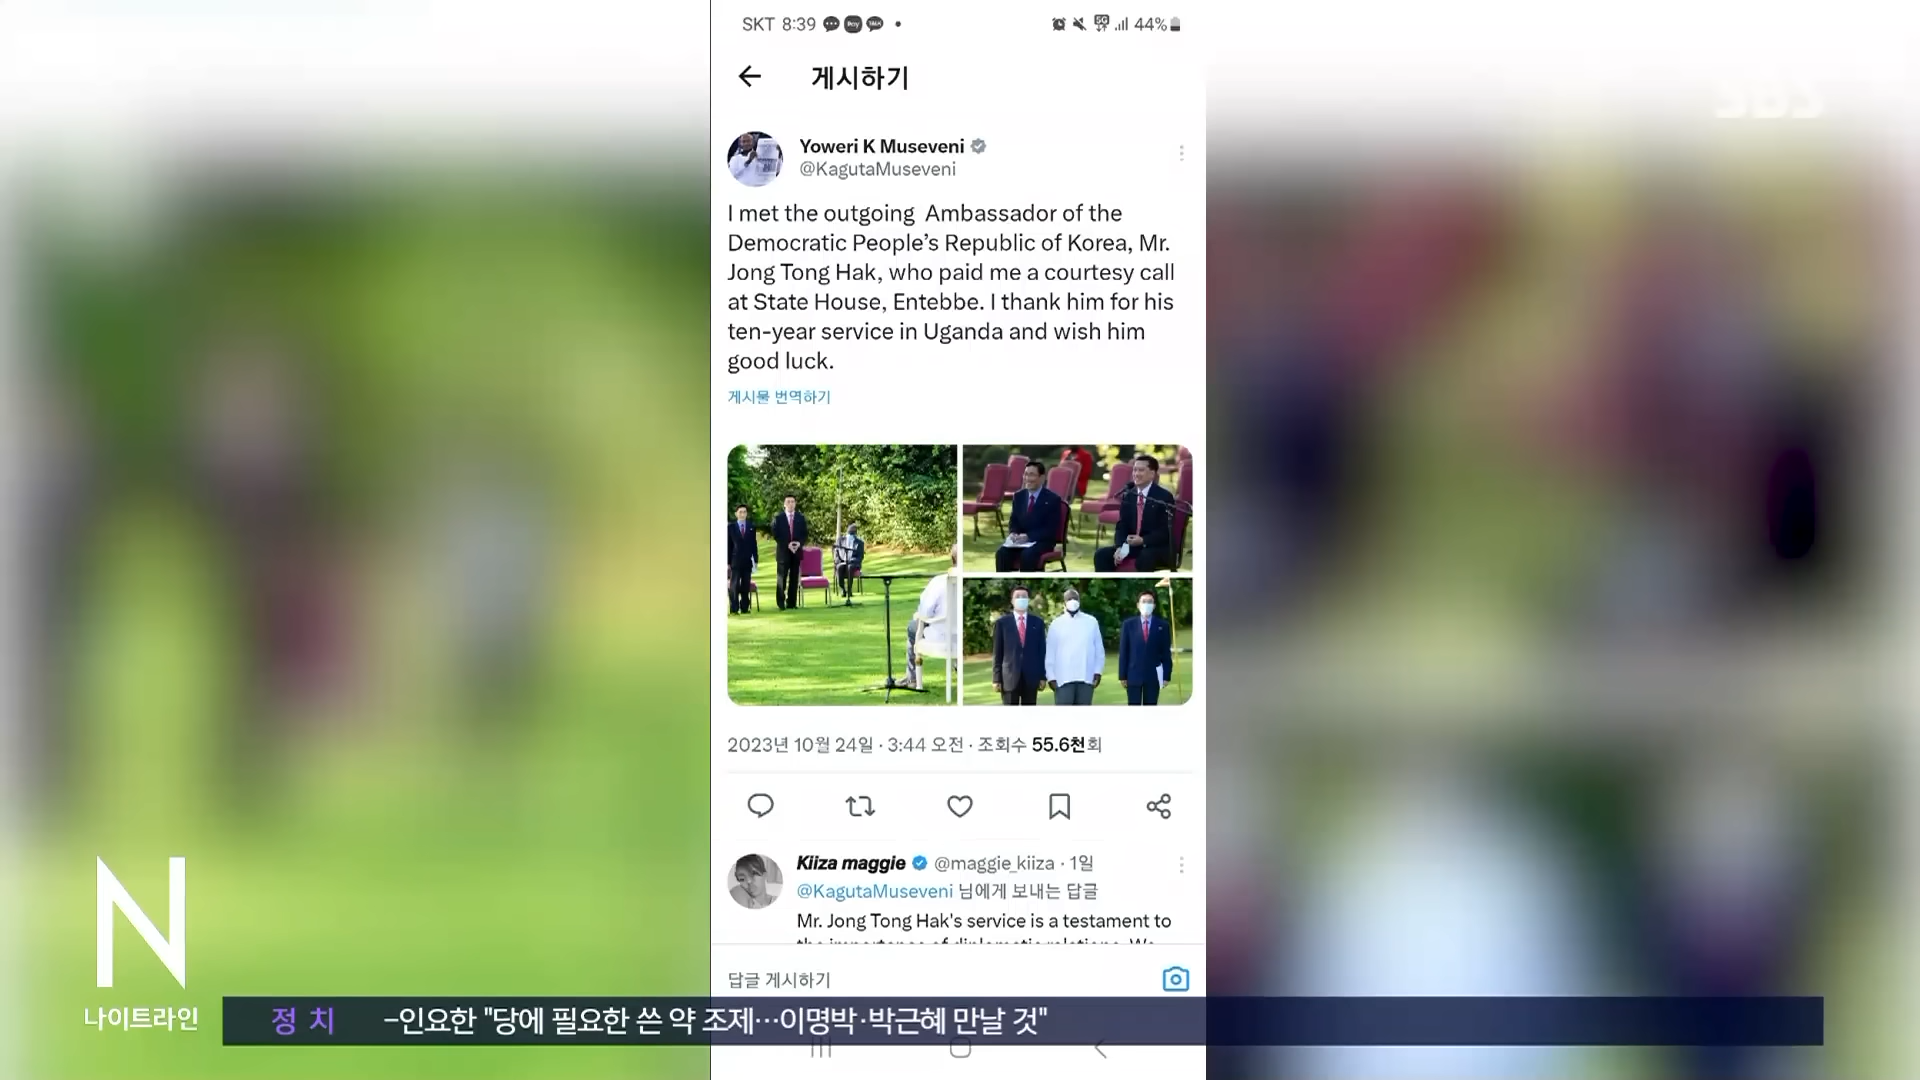 SKT 8:39
44%
게시하기
SBS
Yoweri K Museveni
@KagutaMuseveni
I met the outgoing Ambassador of the
Democratic People's Republic of Korea, Mr.
Jong Tong Hak, who paid me a courtesy call
at State House, Entebbe. I thank him for his
ten-year service in Uganda and wish him
good luck.
게시물 번역하기
2023년 10월 24일 · 3:44 오전 · 조회수 55.6천회
Kiiza maggie @maggie_kiiza · 1일
@KagutaMuseveni 님에게 보내는 답글
Mr. Jong Tong Hak's service is a testament to
the importance of diplomatic relations. We
답글 게시하기
N
나이트라인
정 치 -인요한 "당에 필요한 쓴 약 조제…이명박·박근혜 만날 것"